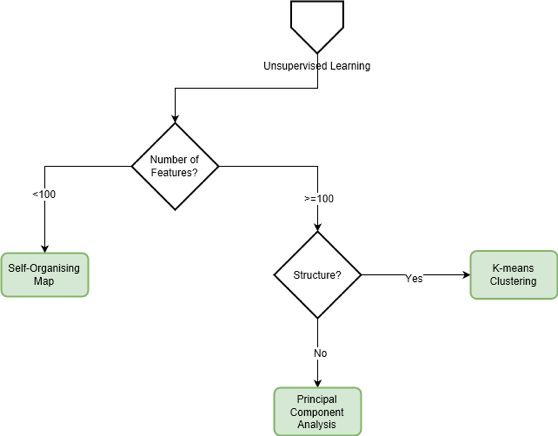 Unsupervised Learning
Number of
Features?
<100
>=100
Self-Organising
Map
Structure?
Yes
K-means
Clustering
No
Principal
Component
Analysis